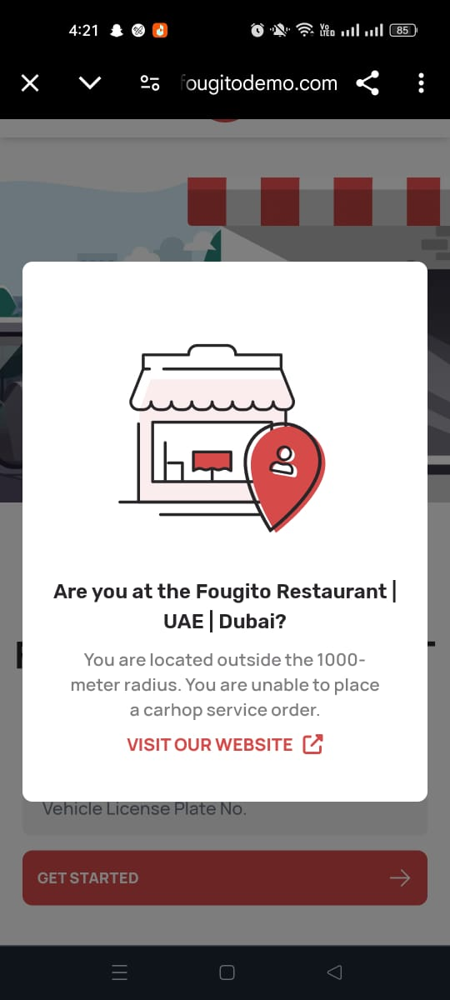 4:21
Vo
LTED
85
fougitodemo.com
Are you at the Fougito Restaurant |
UAE | Dubai?
You are located outside the 1000-
meter radius. You are unable to place
a carhop service order.
VISIT OUR WEBSITE
Vehicle License Plate No.
GET STARTED